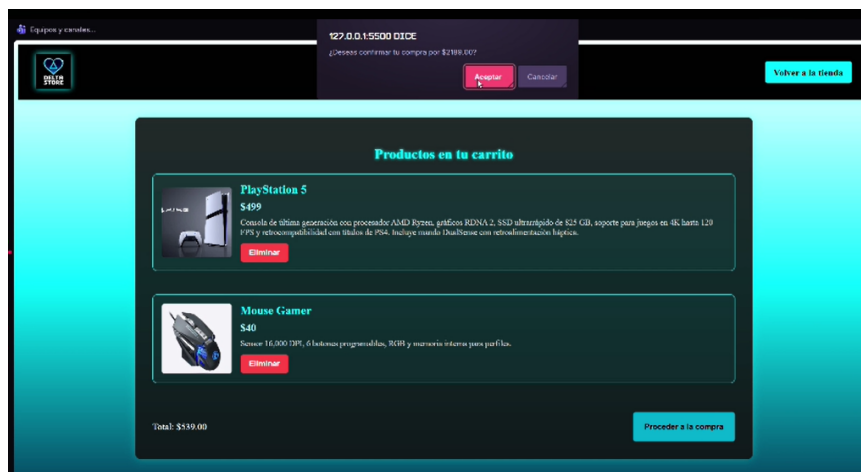 Equipos y canales...
127.0.0.1:5500 DICE
¿Deseas confirmar tu compra por $2199.00?
Aceptar
Cancelar
DELTA
STORE
Volver a la tienda
Productos en tu carrito
PlayStation 5
$499
Consola de última generación con procesador AMD Ryzen, gráficos RDNA 2, SSD ultrarrápido de 825 GB, soporte para juegos en 4K hasta 120
FPS y retrocompatibilidad con títulos de PS4. Incluye mando DualSense con retroalimentación háptica.
Eliminar
Mouse Gamer
$40
Sensor 16,000 DPI, 6 botones programables, RGB y memoria interna para perfiles.
Eliminar
Total: $539.00
Proceder a la compra